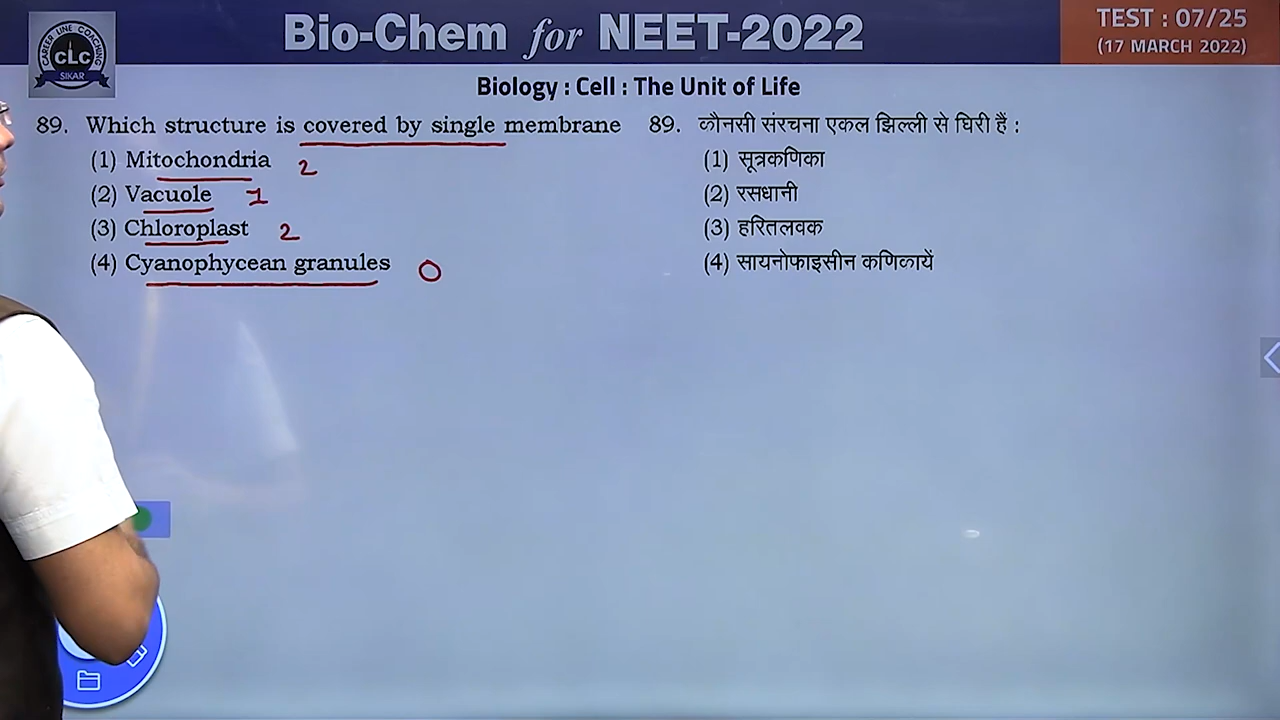 CAREER LINE COACHING
CLC
SIKAR
Bio-Chem for NEET-2022
TEST : 07/25
(17 MARCH 2022)
Biology : Cell : The Unit of Life
89. Which structure is covered by single membrane
(1) Mitochondria 2
(2) Vacuole 1
(3) Chloroplast 2
(4) Cyanophycean granules 0
89. कौनसी संरचना एकल झिल्ली से घिरी हैं :
(1) सूत्रकणिका
(2) रसधानी
(3) हरितलवक
(4) सायनोफाइसीन कणिकायें